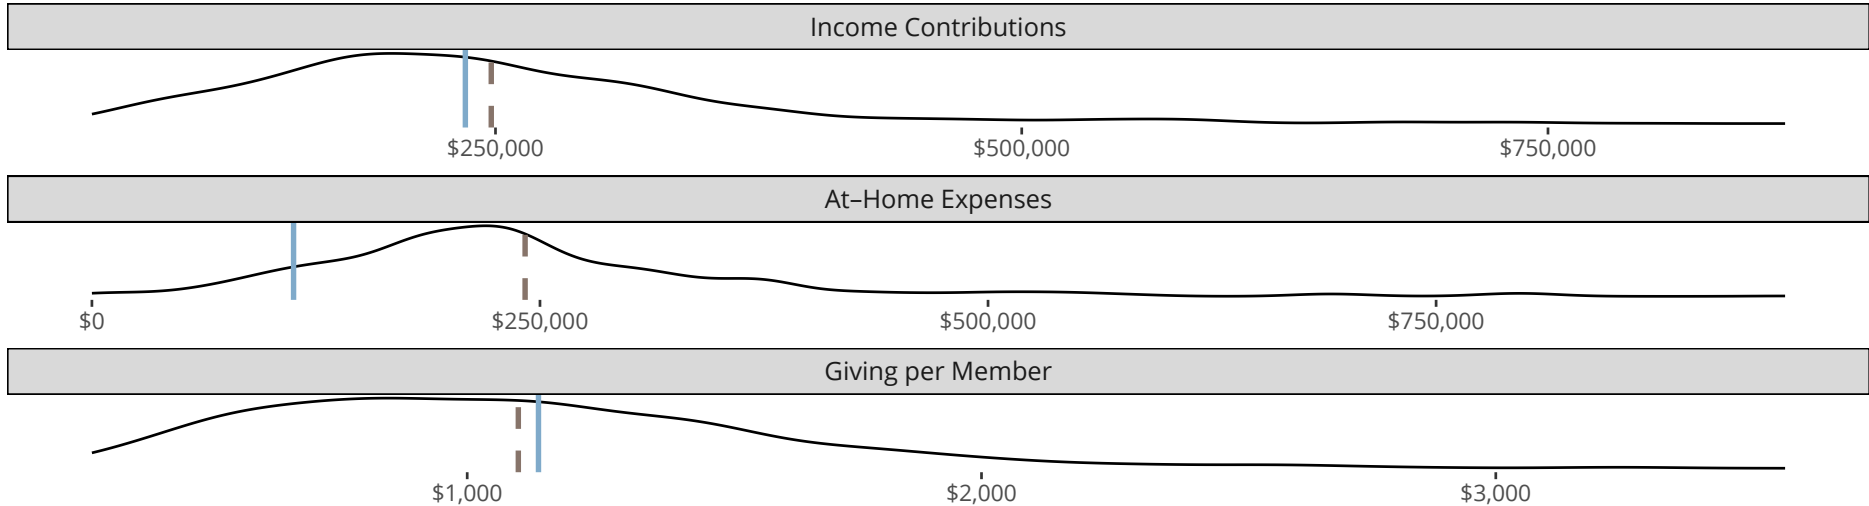 Income Contributions
$250,000 $500,000 $750,000
At–Home Expenses
$0 $250,000 $500,000 $750,000
Giving per Member
$1,000 $2,000 $3,000